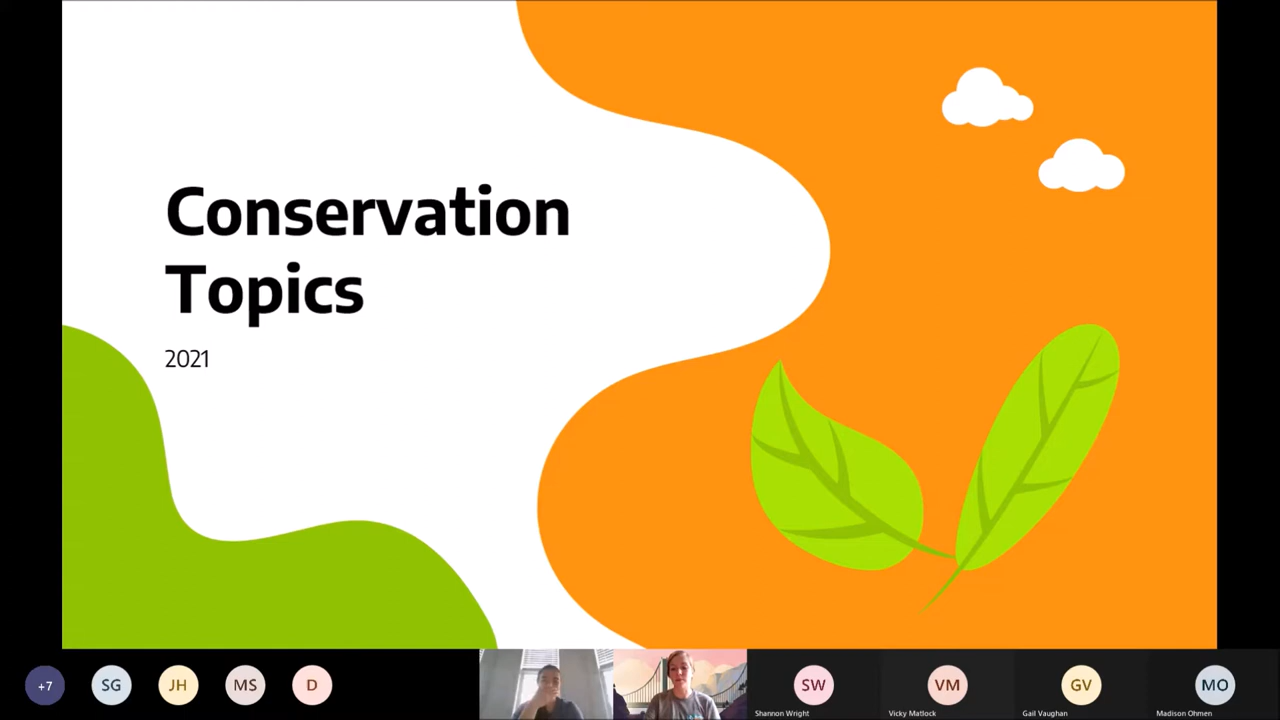 Conservation
Topics
2021
+7
SG
JH
MS
D
SW
VM
GV
MO
Shannon Wright
Vicky Matlock
Gail Vaughan
Madison Ohmen